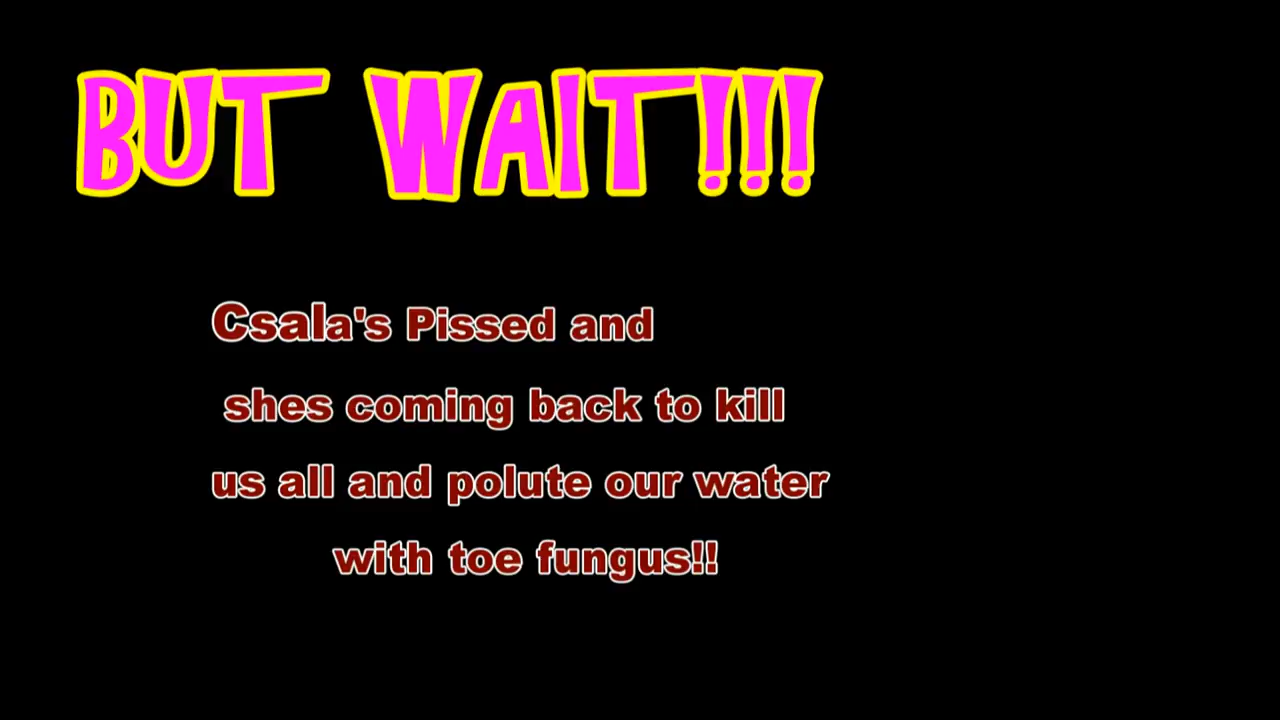 BUT WAIT!!!
Csala's Pissed and
shes coming back to kill
us all and polute our water
with toe fungus!!